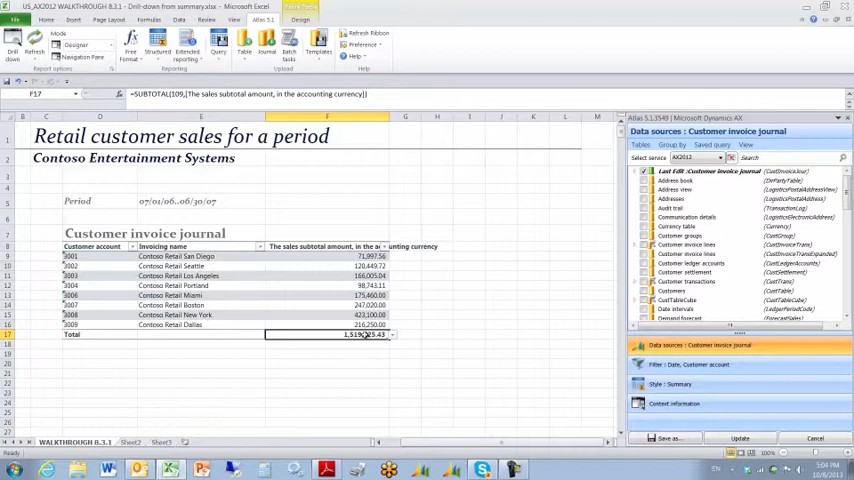 US_AX2012 WALKTHROUGH 8.3.1 - Drill-down from summary.xlsx - Microsoft Excel
File Home Insert Page Layout Formulas Data Review View Atlas 5.1 Design
Drill down Refresh Mode Designer Navigation Pane Free Format Structured Extended reporting Query Table Journal Batch tasks Templates Refresh Ribbon Preference Help
Reporting Upload
F17 =SUBTOTAL(109,[The sales subtotal amount, in the accounting currency])
B C D E F G H I J K L M
Retail customer sales for a period
Contoso Entertainment Systems
Period 07/01/06..06/30/07
Customer invoice journal
Customer account Invoicing name The sales subtotal amount, in the accounting currency
3001 Contoso Retail San Diego 71,997.56
3002 Contoso Retail Seattle 120,449.72
3003 Contoso Retail Los Angeles 166,005.04
3004 Contoso Retail Portland 98,743.11
3006 Contoso Retail Miami 175,460.00
3007 Contoso Retail Boston 247,020.00
3008 Contoso Retail New York 423,100.00
3009 Contoso Retail Dallas 216,250.00
Total
WALKTHROUGH 8.3.1 Sheet2 Sheet3
Atlas 5.1.3549 : Microsoft Dynamics AX
Data sources : Customer invoice journal
Tables Group by Saved query View
Select service AX2012 Search
Last Edit :Customer invoice journal (CustInvoiceJour)
Address book (DirPartyTable)
Address view (LogisticsPostalAddressView)
Addresses (LogisticsPostalAddress)
Audit trail (TransactionLog)
Communication details (LogisticsElectronicAddress)
Currency table (Currency)
Customer groups (CustGroup)
Customer invoice lines (CustInvoiceTrans)
Customer invoice lines
Customer ledger accounts (CustLedgerAccounts)
Customer settlement (CustSettlement)
Customer transactions (CustTrans)
Customers (CustTable)
CustTableCube
Date intervals (LedgerPeriodCode)
Demand forecast (ForecastSales)
Data sources : Customer invoice journal
Filter : Date, Customer account
Style : Summary
Context information
Save as... Update Cancel
100%
EN 5:04 PM
10/8/2013